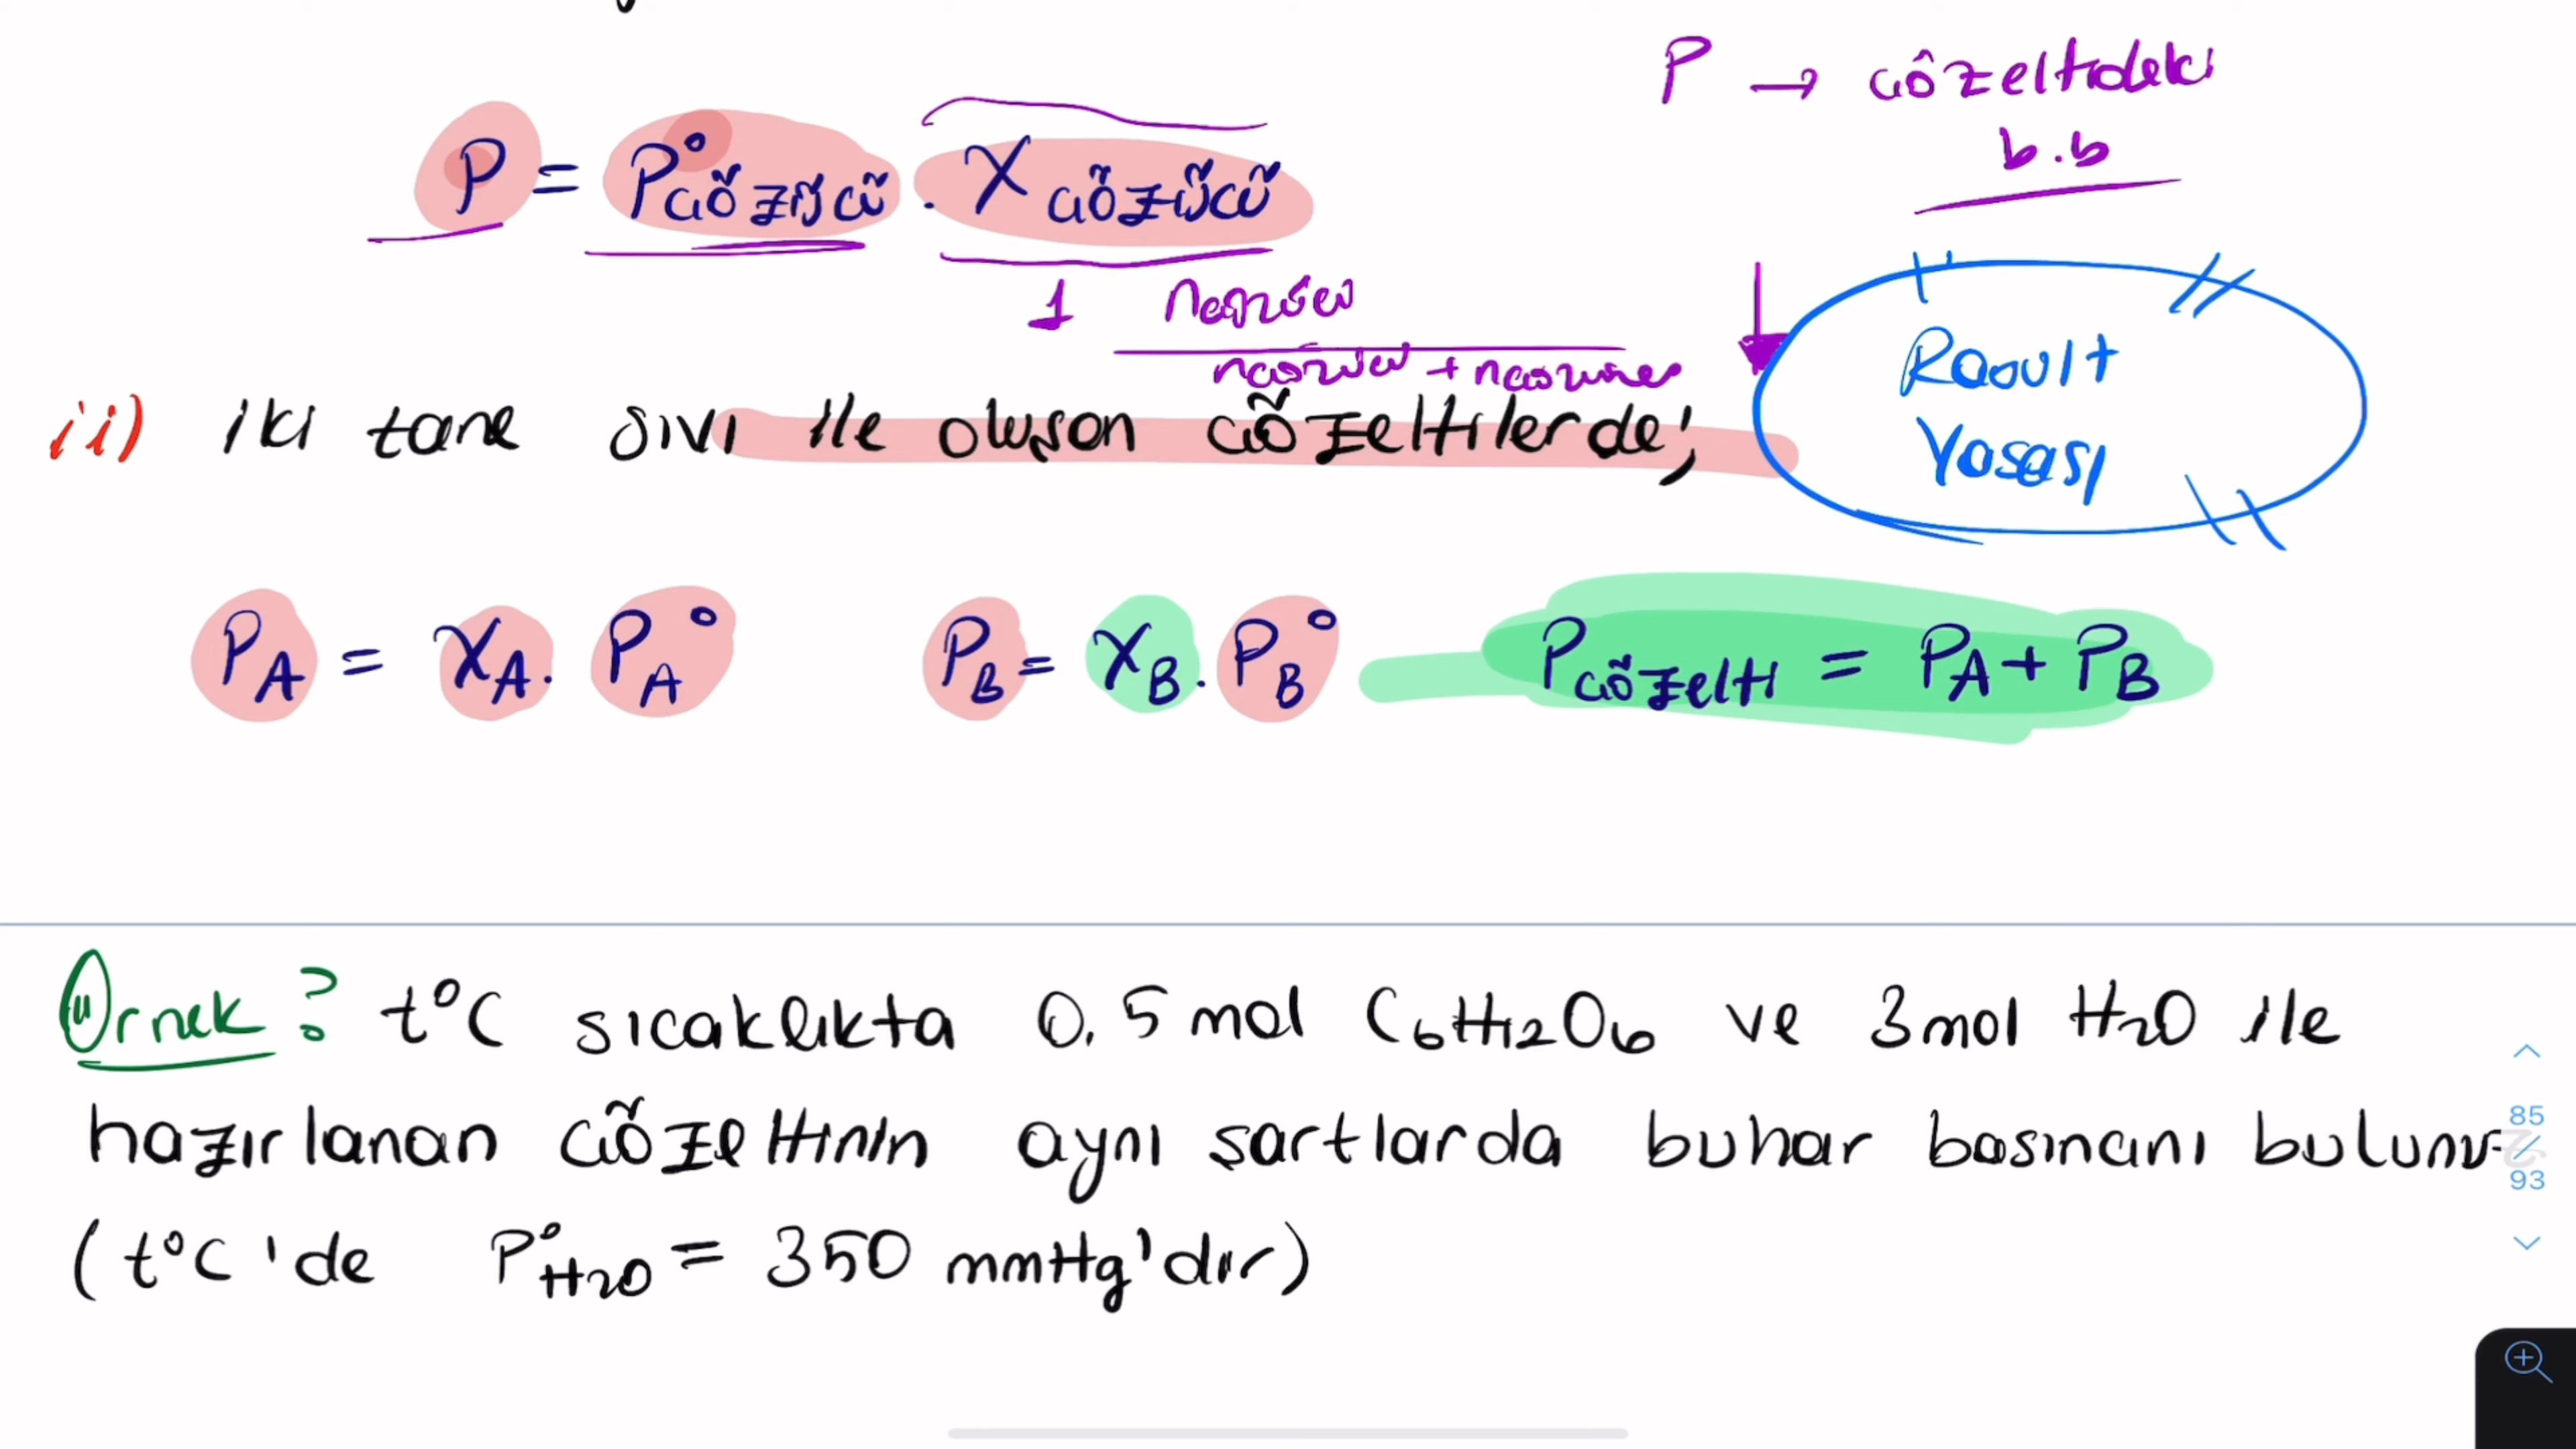 P → çözeltideki
b.b
P = P°çözücü . Xçözücü
1 nçözücü
nçözücü + nçözünen
Raoult
Yasası
ii) iki tane sıvı ile oluşan çözeltilerde;
PA = XA . PA° PB = XB . PB° Pçözelti = PA + PB
Örnek? t°C sıcaklıkta 0,5 mol C6H12O6 ve 3 mol H2O ile
hazırlanan çözeltinin aynı şartlarda buhar basıncını bulunu
(t°C'de P°H2O = 350 mmHg'dır)
85
93